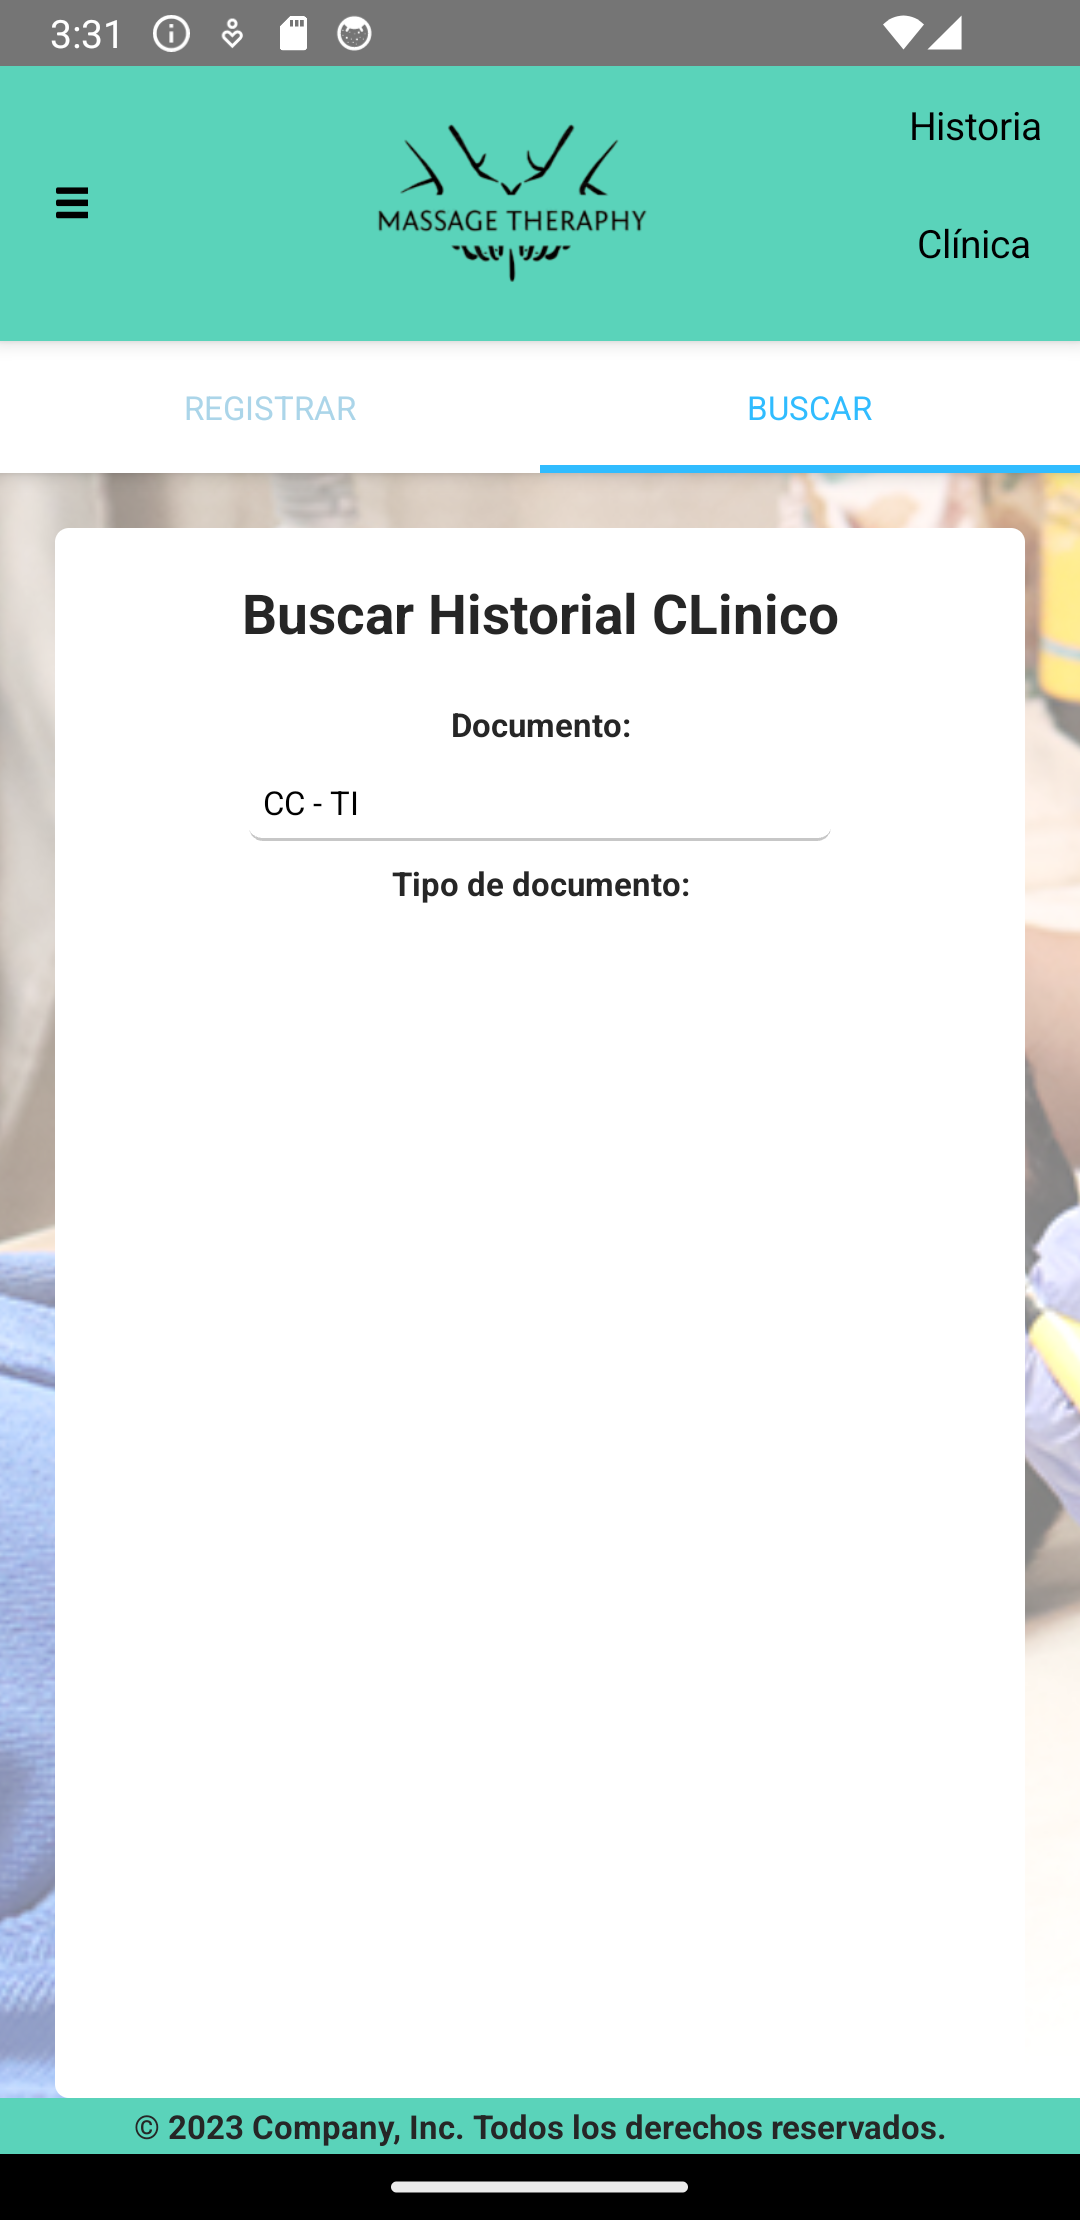 3:31
Historia
Clínica
MASSAGE THERAPHY
REGISTRAR
BUSCAR
Buscar Historial CLinico
Documento:
CC - TI
Tipo de documento:
© 2023 Company, Inc. Todos los derechos reservados.